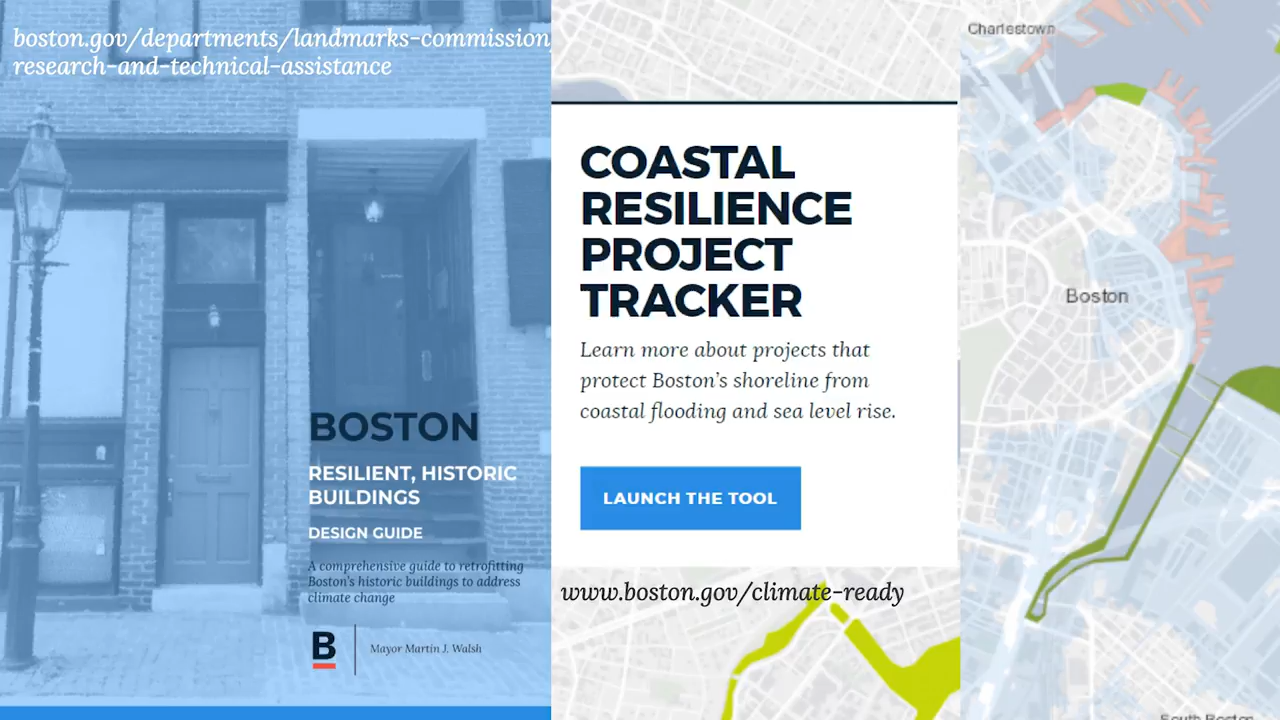 boston.gov/departments/landmarks-commission/
research-and-technical-assistance
BOSTON
RESILIENT, HISTORIC
BUILDINGS
DESIGN GUIDE
A comprehensive guide to retrofitting
Boston's historic buildings to address
climate change
B
Mayor Martin J. Walsh
COASTAL
RESILIENCE
PROJECT
TRACKER
Learn more about projects that
protect Boston's shoreline from
coastal flooding and sea level rise.
LAUNCH THE TOOL
www.boston.gov/climate-ready
Charlestown
Boston
South Boston